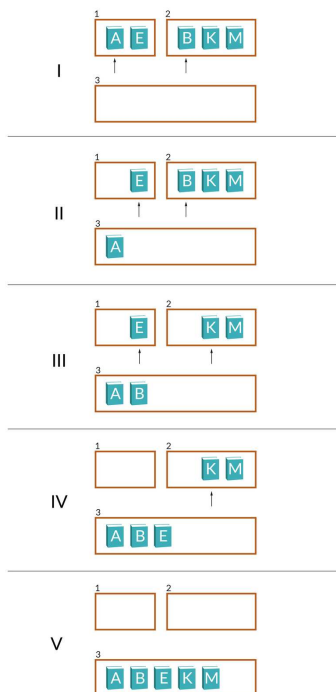 1 2
A E B K M
I
3
1 2
E B K M
II
3
A
1 2
E K M
III
3
A B
1 2
K M
IV
3
A B E
1 2
V
3
A B E K M